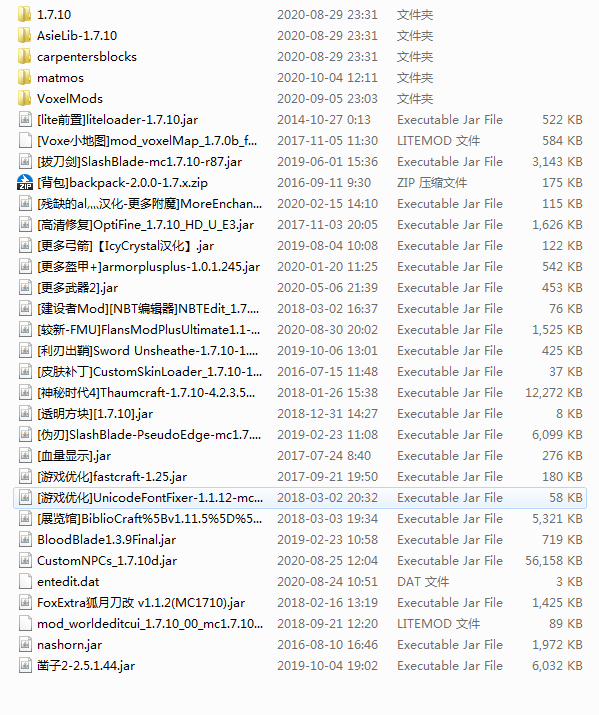 1.7.10 2020-08-29 23:31 文件夹
AsieLib-1.7.10 2020-08-29 23:31 文件夹
carpentersblocks 2020-08-29 23:31 文件夹
matmos 2020-10-04 12:11 文件夹
VoxelMods 2020-09-05 23:03 文件夹
[lite前置]liteloader-1.7.10.jar 2014-10-27 0:13 Executable Jar File 522 KB
[Voxe小地图]mod_voxelMap_1.7.0b_f... 2017-11-05 11:30 LITEMOD 文件 584 KB
[拔刀剑]SlashBlade-mc1.7.10-r87.jar 2019-06-01 15:36 Executable Jar File 3,143 KB
[背包]backpack-2.0.0-1.7.x.zip 2016-09-11 9:30 ZIP 压缩文件 175 KB
[残缺的al,,,,汉化-更多附魔]MoreEnchan... 2020-02-15 14:10 Executable Jar File 115 KB
[高清修复]OptiFine_1.7.10_HD_U_E3.jar 2017-11-03 20:05 Executable Jar File 1,626 KB
[更多弓箭]【IcyCrystal汉化】.jar 2019-08-04 10:08 Executable Jar File 122 KB
[更多盔甲+]armorplusplus-1.0.1.245.jar 2020-01-20 11:25 Executable Jar File 542 KB
[更多武器2].jar 2020-05-06 21:39 Executable Jar File 453 KB
[建设者Mod][NBT编辑器]NBTEdit_1.7.... 2018-03-02 16:37 Executable Jar File 76 KB
[较新-FMU]FlansModPlusUltimate1.1-... 2020-08-30 20:02 Executable Jar File 1,525 KB
[利刃出鞘]Sword Unsheathe-1.7.10-1.... 2019-10-06 13:01 Executable Jar File 425 KB
[皮肤补丁]CustomSkinLoader_1.7.10-1... 2016-07-15 11:48 Executable Jar File 37 KB
[神秘时代4]Thaumcraft-1.7.10-4.2.3.5... 2018-01-26 15:38 Executable Jar File 12,272 KB
[透明方块][1.7.10].jar 2018-12-31 14:27 Executable Jar File 8 KB
[伪刃]SlashBlade-PseudoEdge-mc1.7.... 2019-02-23 11:08 Executable Jar File 6,099 KB
[血量显示].jar 2017-07-24 8:40 Executable Jar File 276 KB
[游戏优化]fastcraft-1.25.jar 2017-09-21 19:50 Executable Jar File 180 KB
[游戏优化]UnicodeFontFixer-1.1.12-mc... 2018-03-02 20:32 Executable Jar File 58 KB
[展览馆]BiblioCraft%5Bv1.11.5%5D%5... 2018-03-03 19:34 Executable Jar File 5,321 KB
BloodBlade1.3.9Final.jar 2019-02-23 10:58 Executable Jar File 719 KB
CustomNPCs_1.7.10d.jar 2020-08-25 12:04 Executable Jar File 56,158 KB
entedit.dat 2020-08-24 10:51 DAT 文件 3 KB
FoxExtra狐月刀改 v1.1.2(MC1710).jar 2018-02-16 13:19 Executable Jar File 1,425 KB
mod_worldeditcui_1.7.10_00_mc1.7.10... 2018-09-21 12:20 LITEMOD 文件 89 KB
nashorn.jar 2016-08-10 16:46 Executable Jar File 1,972 KB
凿子2-2.5.1.44.jar 2019-10-04 19:02 Executable Jar File 6,032 KB